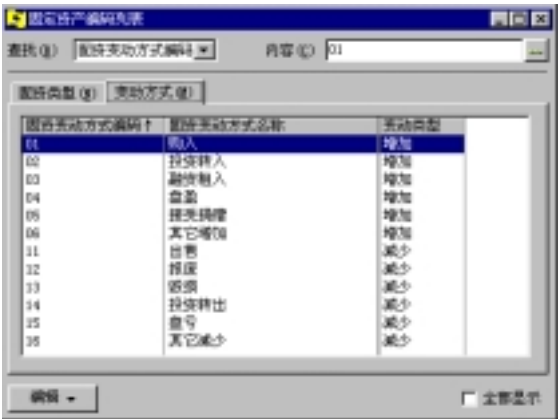 固定资产编码列表
查找(Q) 固资变动方式编码 内容(C) 01
固资类型(W) 变动方式(M)
固资变动方式编码↑ 固资变动方式名称 变动类型
01 购入 增加
02 投资转入 增加
03 融资租入 增加
04 盘盈 增加
05 接受捐赠 增加
06 其它增加 增加
11 出售 减少
12 报废 减少
13 毁损 减少
14 投资转出 减少
15 盘亏 减少
16 其它减少 减少
编辑 全部显示